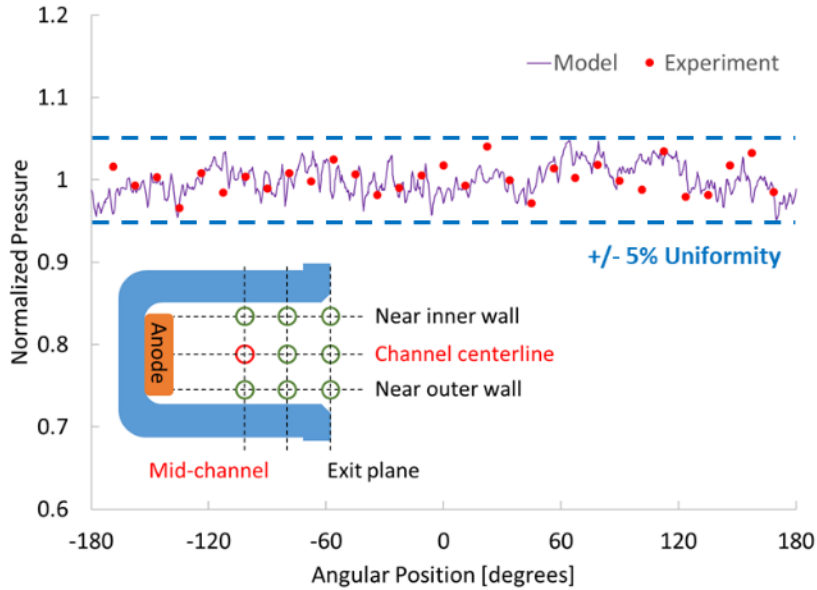 1.2
Model
Experiment
1.1
1
0.9
+/- 5% Uniformity
Normalized Pressure
Near inner wall
Anode
0.8
Channel centerline
Near outer wall
0.7
Mid-channel
Exit plane
0.6
-180 -120 -60 0 60 120 180
Angular Position [degrees]